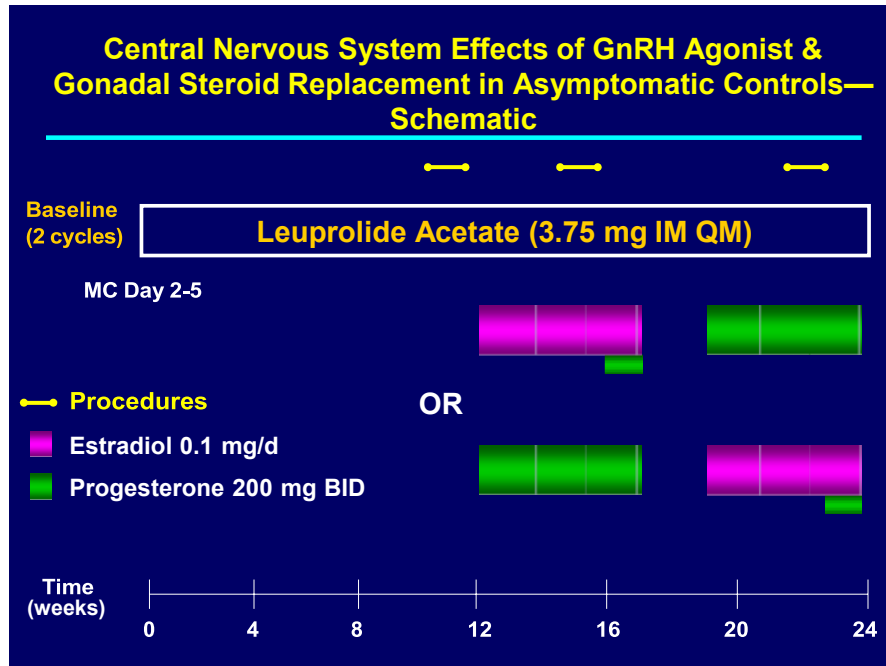 Central Nervous System Effects of GnRH Agonist &
Gonadal Steroid Replacement in Asymptomatic Controls—
Schematic
Baseline
(2 cycles)
Leuprolide Acetate (3.75 mg IM QM)
MC Day 2-5
Procedures
OR
Estradiol 0.1 mg/d
Progesterone 200 mg BID
Time
(weeks)
0 4 8 12 16 20 24